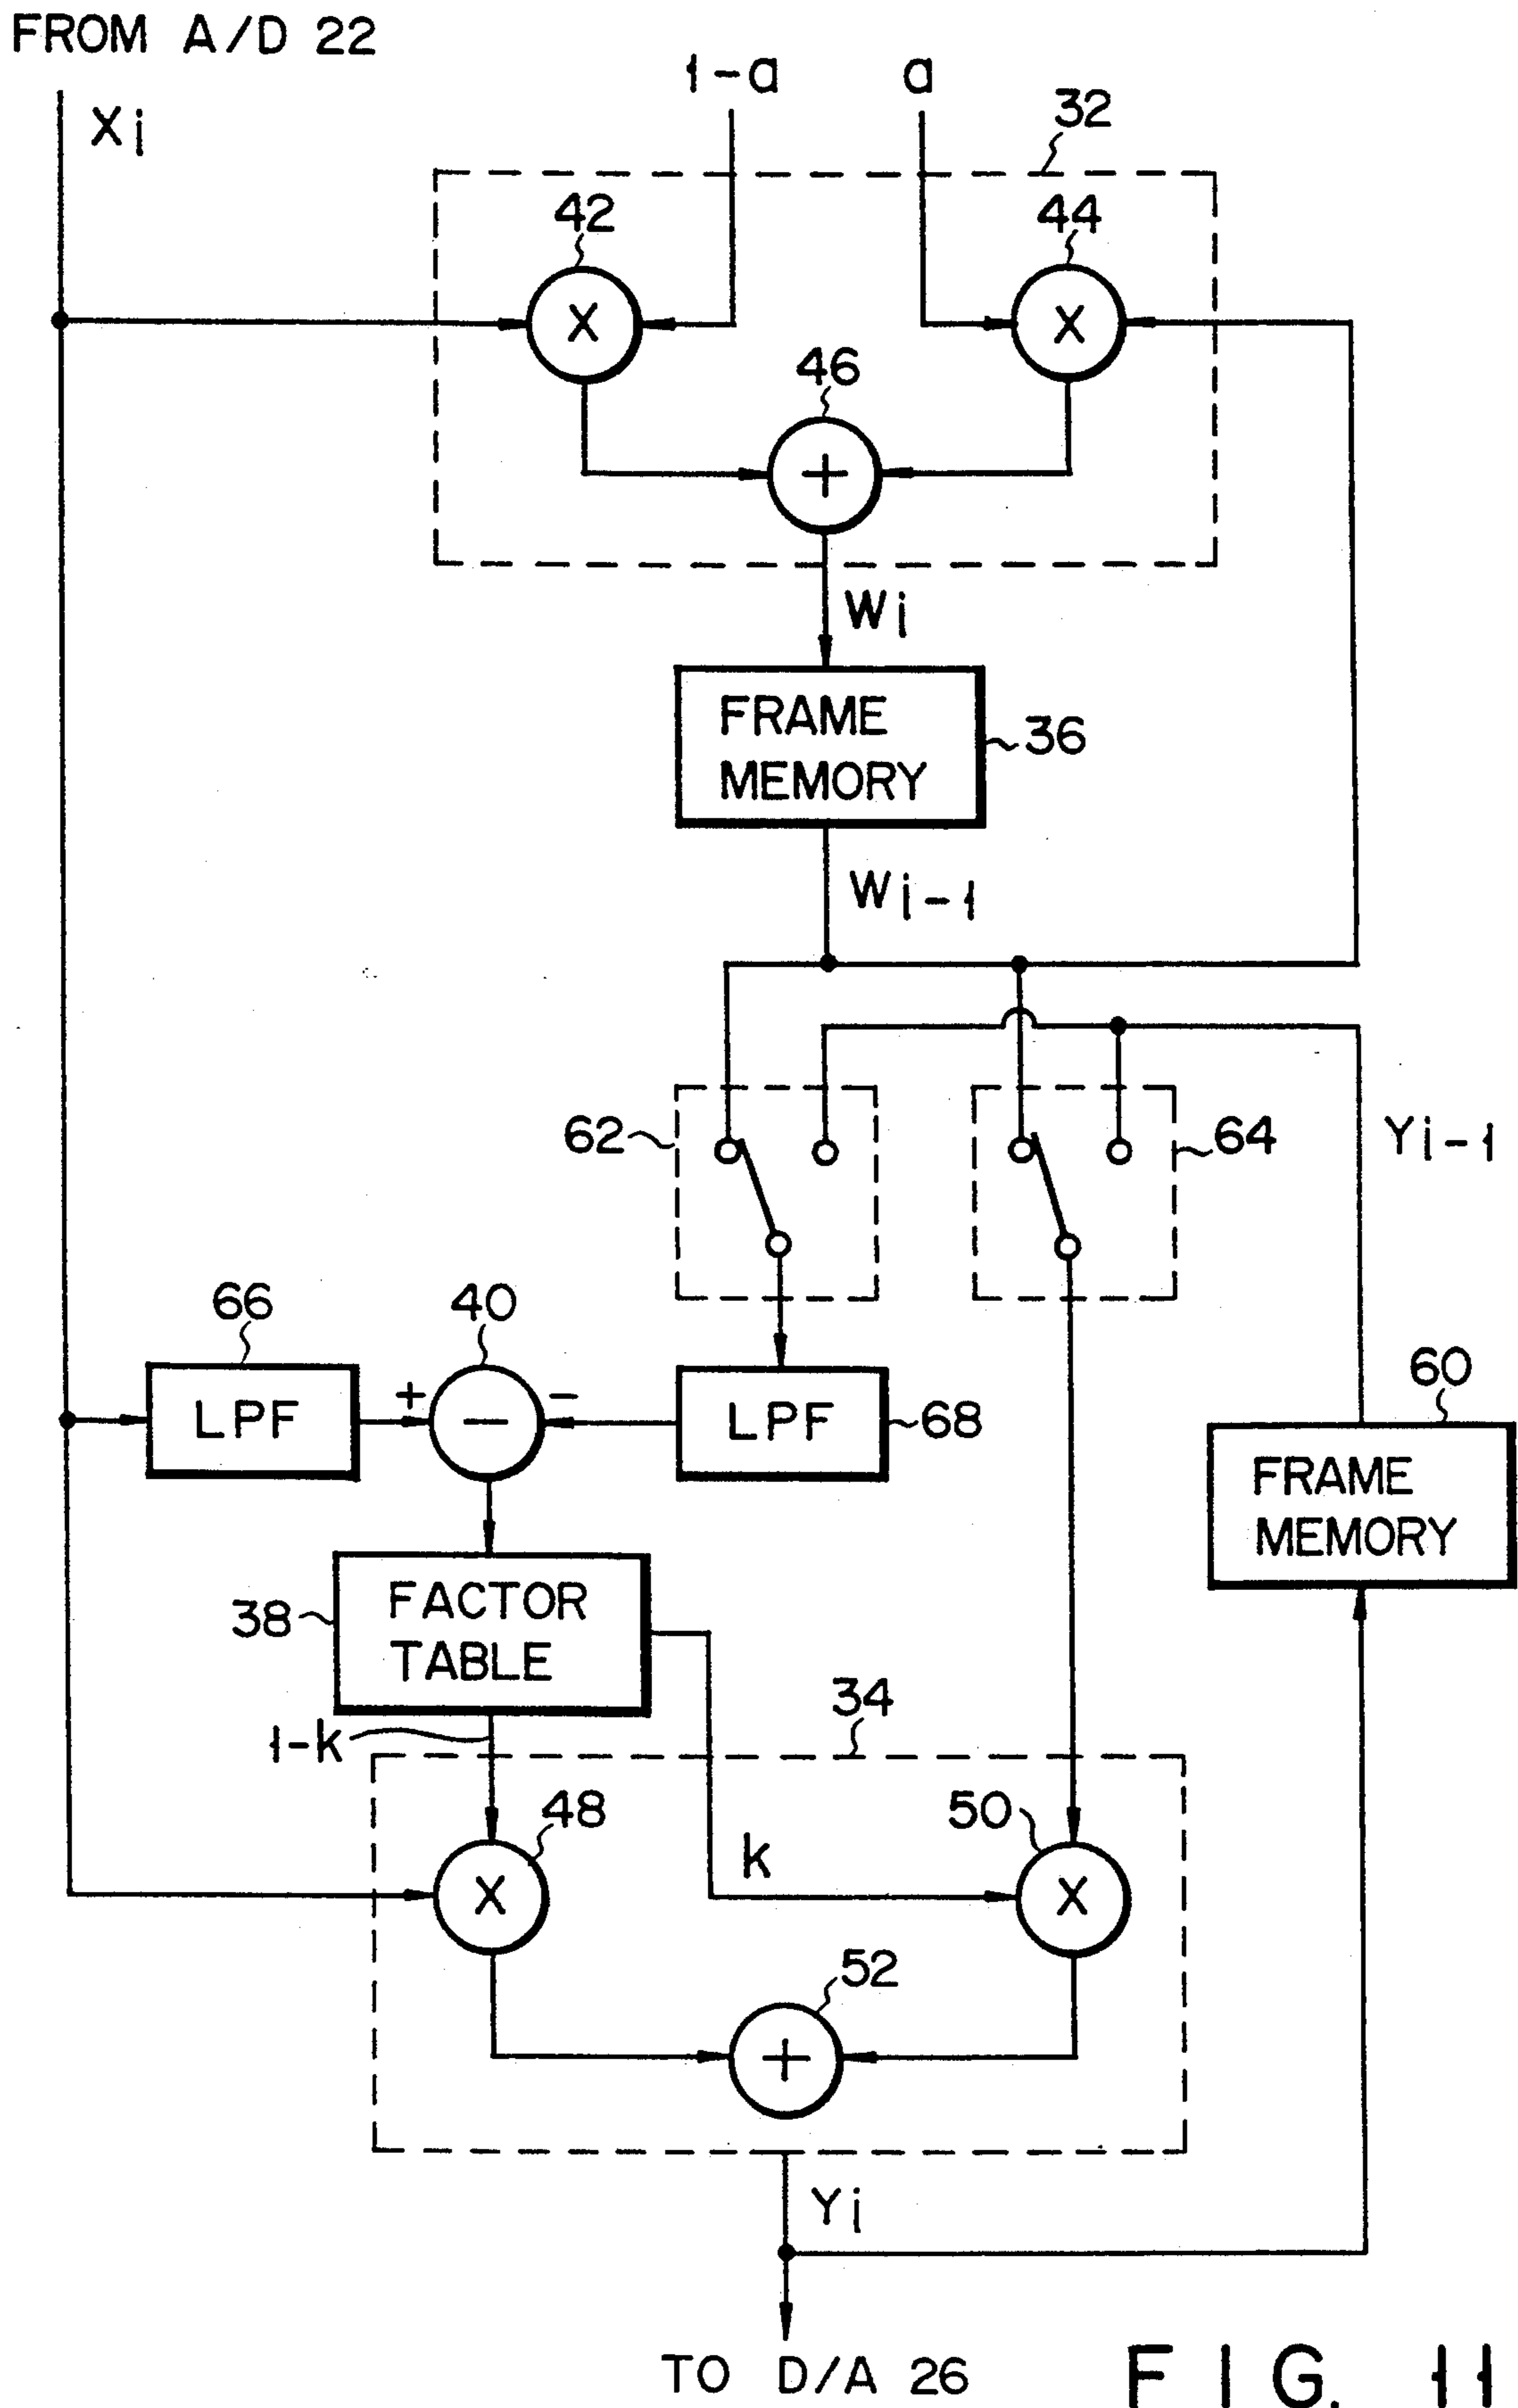 FROM A/D 22
Xi
1-a
a
32
42
44
X
X
46
+
Wi
FRAME
MEMORY
36
Wi-1
62
64
Yi-1
66
40
60
LPF
+
-
-
LPF
68
FRAME
MEMORY
38
FACTOR
TABLE
34
1-k
48
50
k
X
X
52
+
Yi
TO D/A 26
FIG. 11